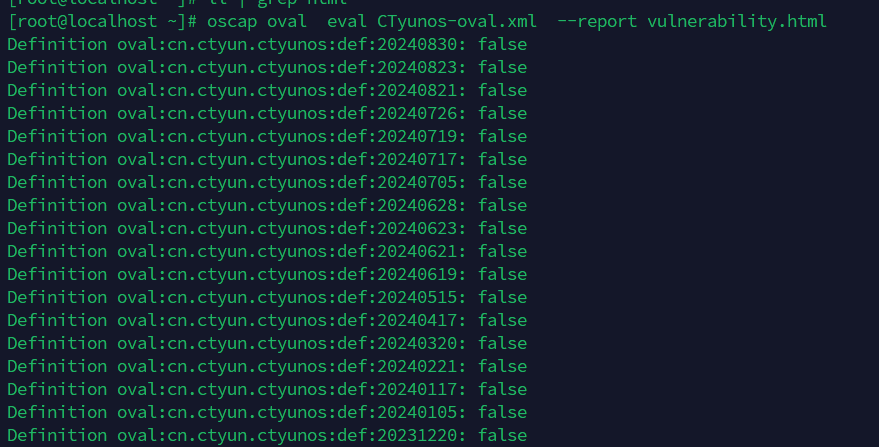 [root@localhost ~]# ll | grep html
[root@localhost ~]# oscap oval  eval CTyunos-oval.xml  --report vulnerability.html
Definition oval:cn.ctyun.ctyunos:def:20240830: false
Definition oval:cn.ctyun.ctyunos:def:20240823: false
Definition oval:cn.ctyun.ctyunos:def:20240821: false
Definition oval:cn.ctyun.ctyunos:def:20240726: false
Definition oval:cn.ctyun.ctyunos:def:20240719: false
Definition oval:cn.ctyun.ctyunos:def:20240717: false
Definition oval:cn.ctyun.ctyunos:def:20240705: false
Definition oval:cn.ctyun.ctyunos:def:20240628: false
Definition oval:cn.ctyun.ctyunos:def:20240623: false
Definition oval:cn.ctyun.ctyunos:def:20240621: false
Definition oval:cn.ctyun.ctyunos:def:20240619: false
Definition oval:cn.ctyun.ctyunos:def:20240515: false
Definition oval:cn.ctyun.ctyunos:def:20240417: false
Definition oval:cn.ctyun.ctyunos:def:20240320: false
Definition oval:cn.ctyun.ctyunos:def:20240221: false
Definition oval:cn.ctyun.ctyunos:def:20240117: false
Definition oval:cn.ctyun.ctyunos:def:20240105: false
Definition oval:cn.ctyun.ctyunos:def:20231220: false